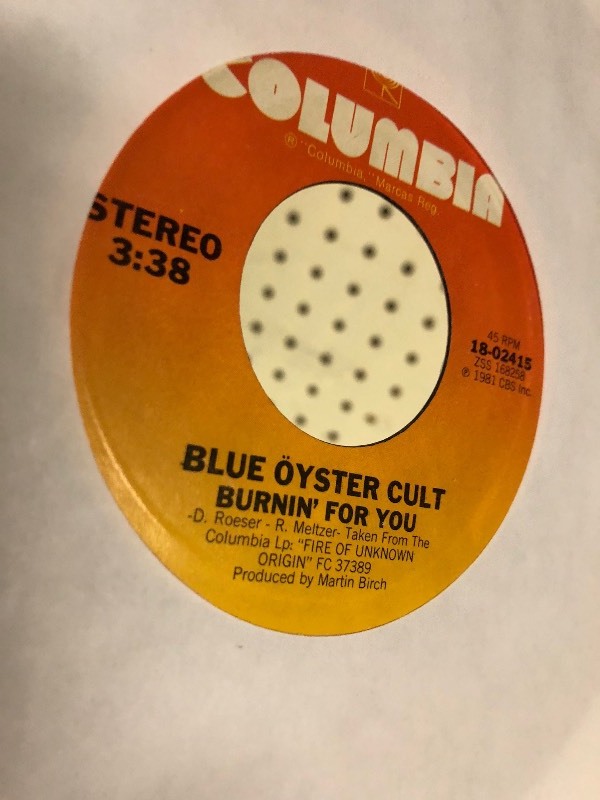 COLUMBIA
® "Columbia," Marcas Reg.
STEREO
3:38
45 RPM
18-02415
ZSS 168258
℗ 1981 CBS Inc.
BLUE ÖYSTER CULT
BURNIN' FOR YOU
-D. Roeser - R. Meltzer- Taken From The
Columbia Lp: "FIRE OF UNKNOWN
ORIGIN" FC 37389
Produced by Martin Birch